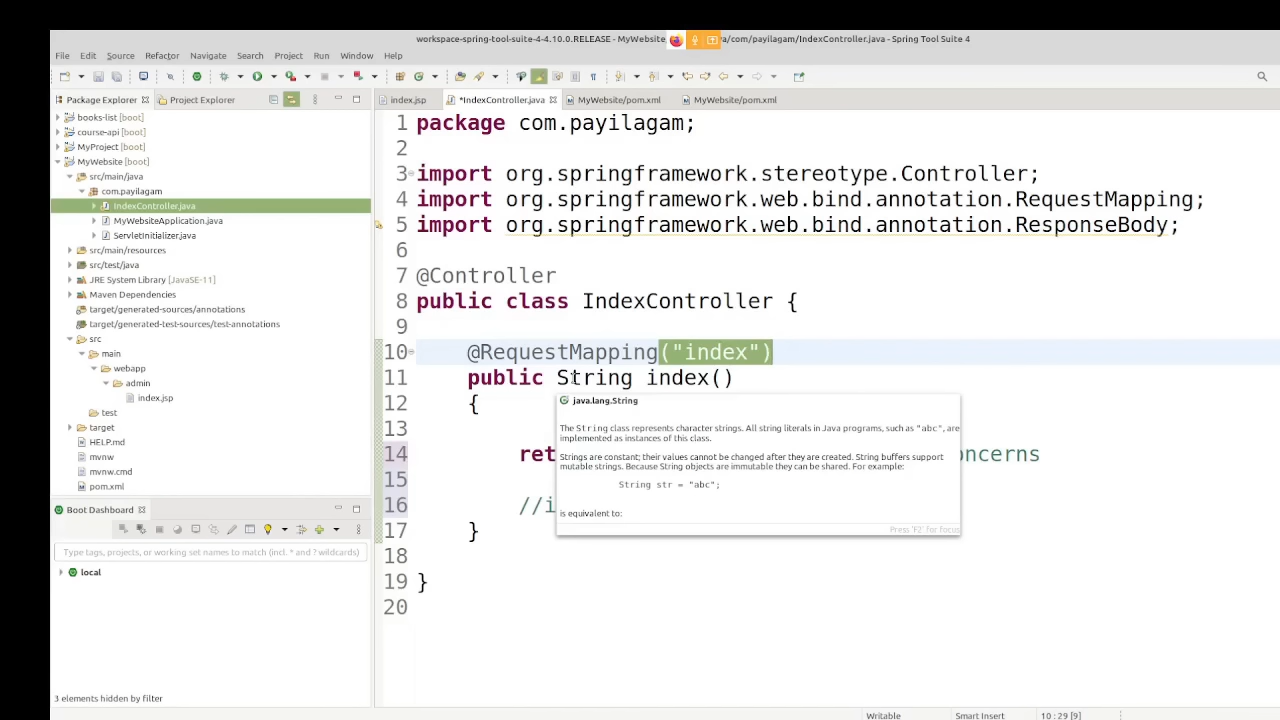 workspace-spring-tool-suite-4-4.10.0.RELEASE - MyWebsite a/com/payilagam/IndexController.java - Spring Tool Suite 4
File Edit Source Refactor Navigate Search Project Run Window Help
Package Explorer Project Explorer
index.jsp *IndexController.java MyWebsite/pom.xml MyWebsite/pom.xml
books-list [boot]
course-api [boot]
MyProject [boot]
MyWebsite [boot]
src/main/java
com.payilagam
IndexController.java
MyWebsiteApplication.java
ServletInitializer.java
src/main/resources
src/test/java
JRE System Library [JavaSE-11]
Maven Dependencies
target/generated-sources/annotations
target/generated-test-sources/test-annotations
src
main
webapp
admin
index.jsp
test
target
HELP.md
mvnw
mvnw.cmd
pom.xml
Boot Dashboard
Type tags, projects, or working set names to match (incl. * and ? wildcards)
local
3 elements hidden by filter
1 package com.payilagam;
2
3 import org.springframework.stereotype.Controller;
4 import org.springframework.web.bind.annotation.RequestMapping;
5 import org.springframework.web.bind.annotation.ResponseBody;
6
7 @Controller
8 public class IndexController {
9
10 @RequestMapping("index")
11 public String index()
12 {
13
14 ret oncerns
15
16 //i
17 }
18
19 }
20
java.lang.String
The String class represents character strings. All string literals in Java programs, such as "abc", are
implemented as instances of this class.
Strings are constant; their values cannot be changed after they are created. String buffers support
mutable strings. Because String objects are immutable they can be shared. For example:
String str = "abc";
is equivalent to:
Press 'F2' for focus
Writable Smart Insert 10 : 29 [9]